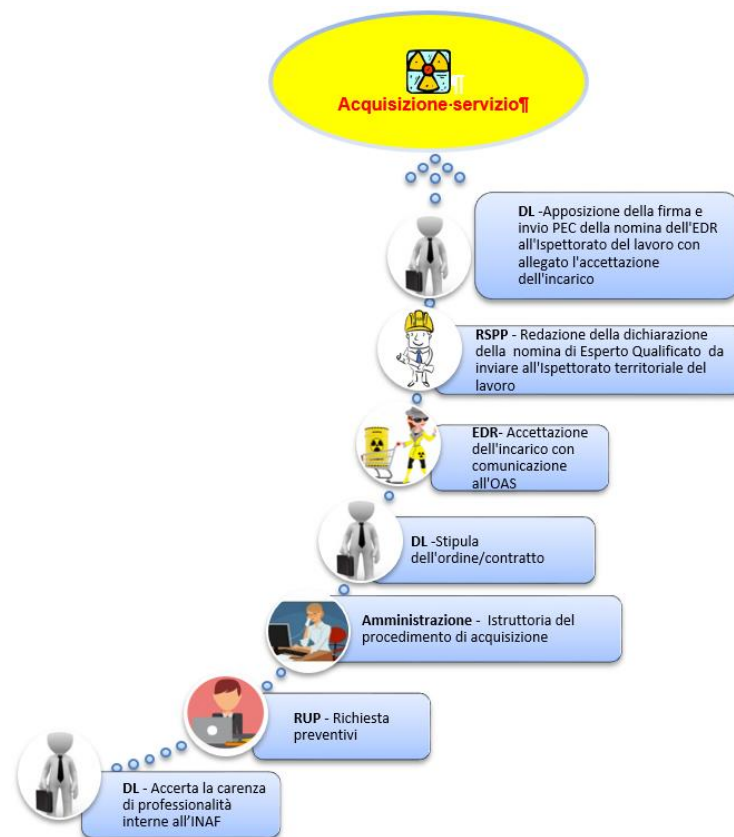 ¶
Acquisizione·servizio¶
DL -Apposizione della firma e
invio PEC della nomina dell'EDR
all'Ispettorato del lavoro con
allegato l'accettazione
dell'incarico
RSPP - Redazione della dichiarazione
della nomina di Esperto Qualificato da
inviare all'Ispettorato territoriale del
lavoro
EDR- Accettazione
dell'incarico con
comunicazione
all'OAS
DL -Stipula
dell'ordine/contratto
Amministrazione - Istruttoria del
procedimento di acquisizione
RUP - Richiesta
preventivi
DL - Accerta la carenza
di professionalità
interne all’INAF